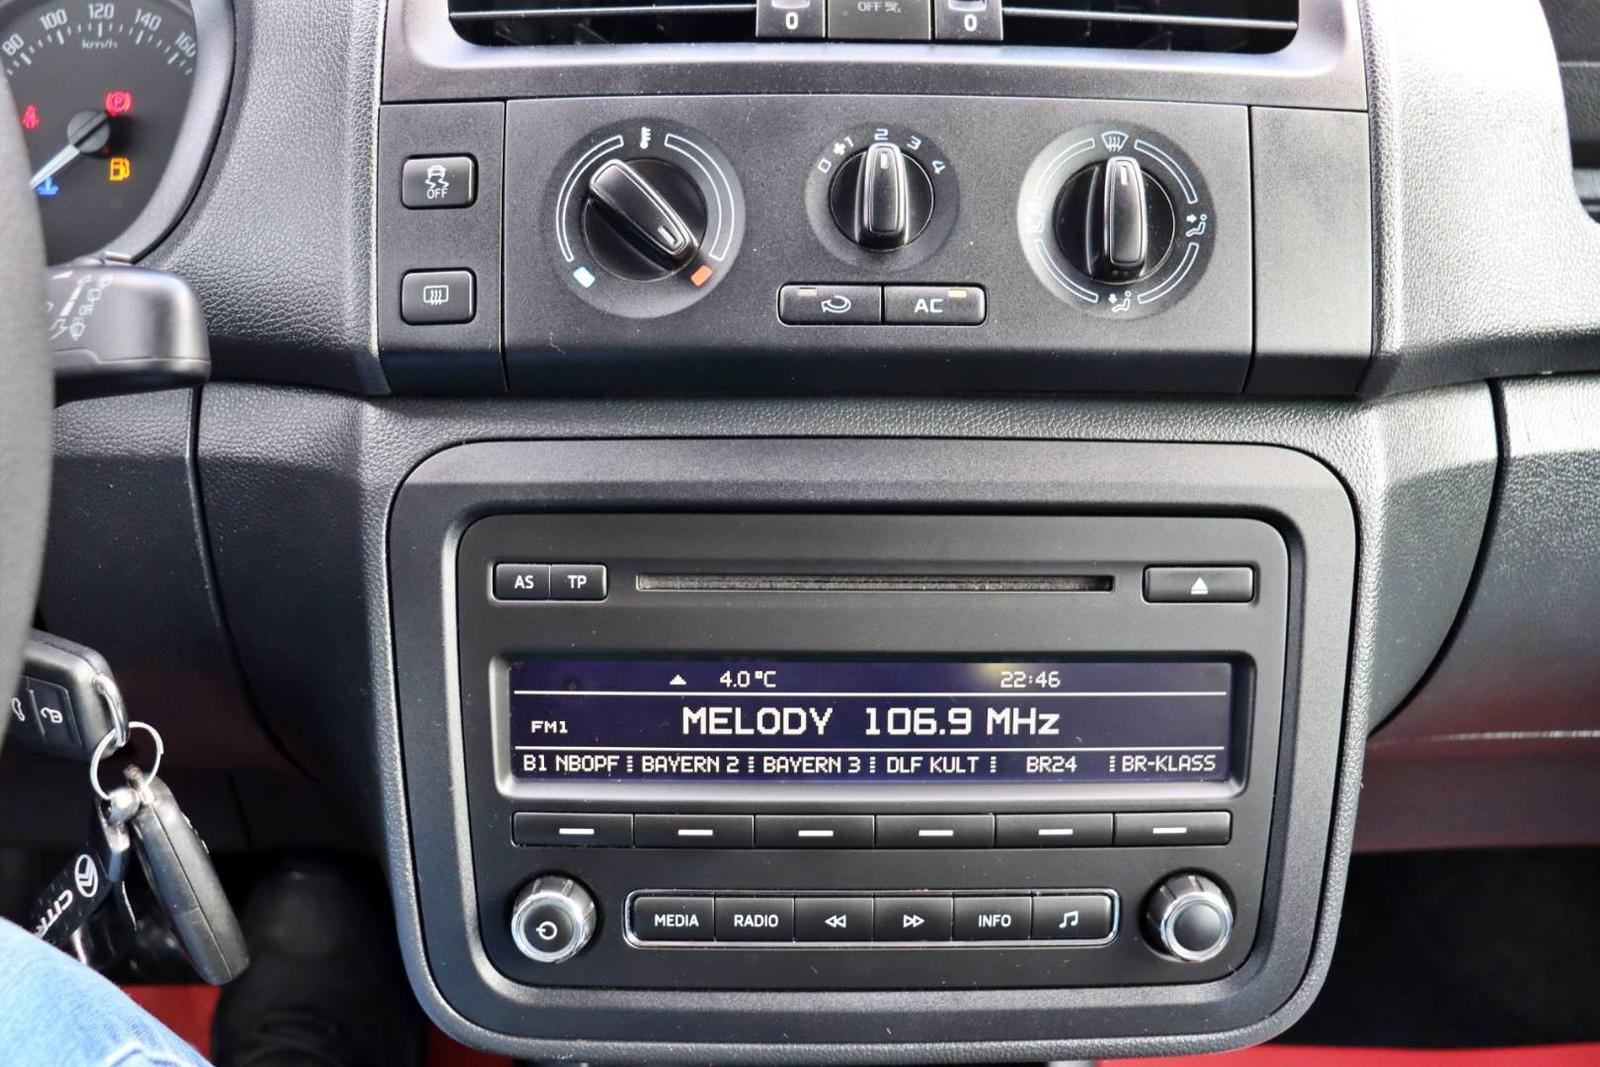 80 100 120 140 160
km/h
OFF
0 0
OFF
0 1 2 3 4
AC
AS TP
4.0°C 22:46
FM1 MELODY 106.9 MHz
B1 NBOPF BAYERN 2 BAYERN 3 DLF KULT BR24 BR-KLASS
MEDIA RADIO INFO